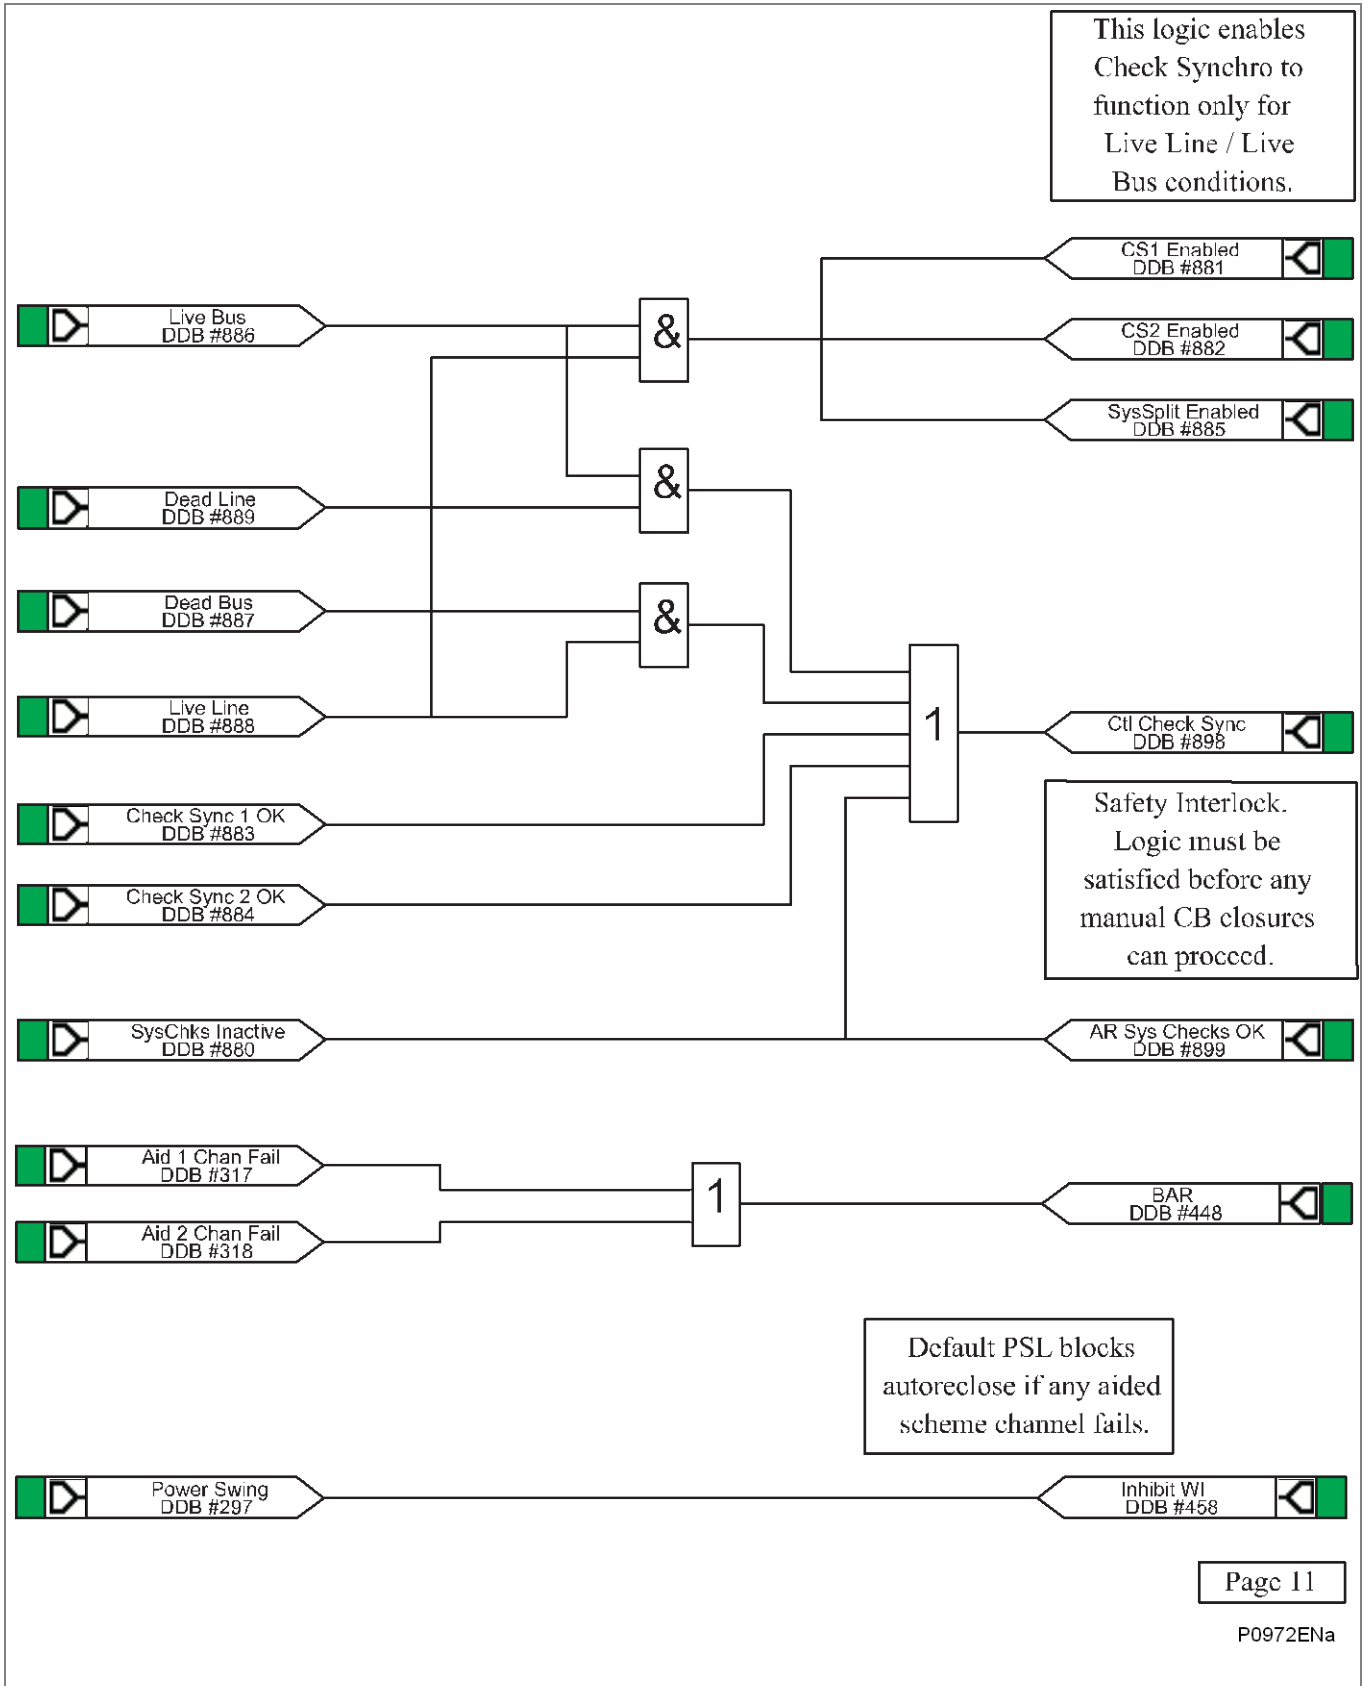 This logic enables
Check Synchro to
function only for
Live Line / Live
Bus conditions.
CS1 Enabled
DDB #881
Live Bus
DDB #886
&
CS2 Enabled
DDB #882
SysSplit Enabled
DDB #885
Dead Line
DDB #889
&
Dead Bus
DDB #887
&
Live Line
DDB #888
1
Ctl Check Sync
DDB #898
Check Sync 1 OK
DDB #883
Safety Interlock.
Logic must be
satisfied before any
manual CB closures
can proceed.
Check Sync 2 OK
DDB #884
SysChks Inactive
DDB #880
AR Sys Checks OK
DDB #899
Aid 1 Chan Fail
DDB #317
1
BAR
DDB #448
Aid 2 Chan Fail
DDB #318
Default PSL blocks
autoreclose if any aided
scheme channel fails.
Power Swing
DDB #297
Inhibit WI
DDB #458
Page 11
P0972ENa